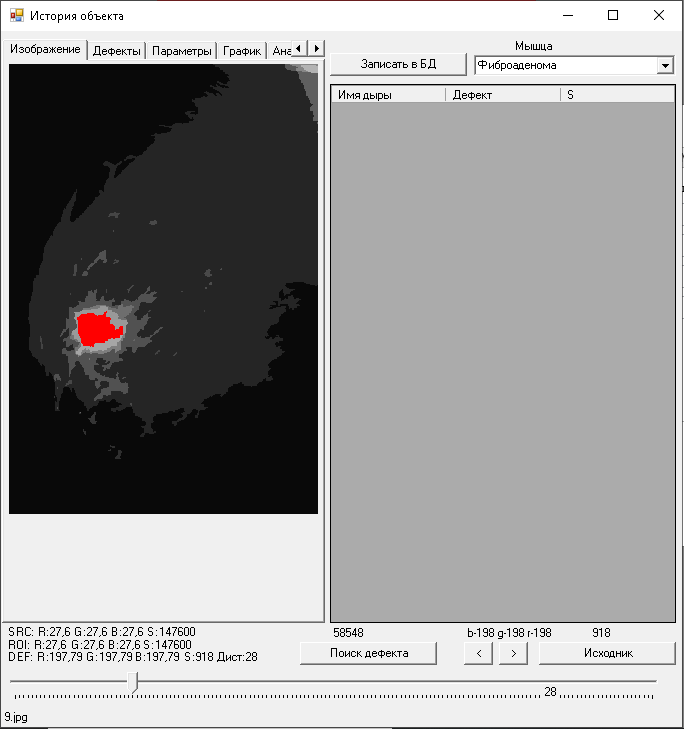 История объекта
Изображение Дефекты Параметры График Ана
Мышца
Записать в БД Фиброаденома
Имя дыры Дефект S
SRC: R:27,6 G:27,6 B:27,6 S:147600
58548 b-198 g-198 r-198 918
ROI: R:27,6 G:27,6 B:27,6 S:147600
DEF: R:197,79 G:197,79 B:197,79 S:918 Дист:28
Поиск дефекта < > Исходник
28
9.jpg